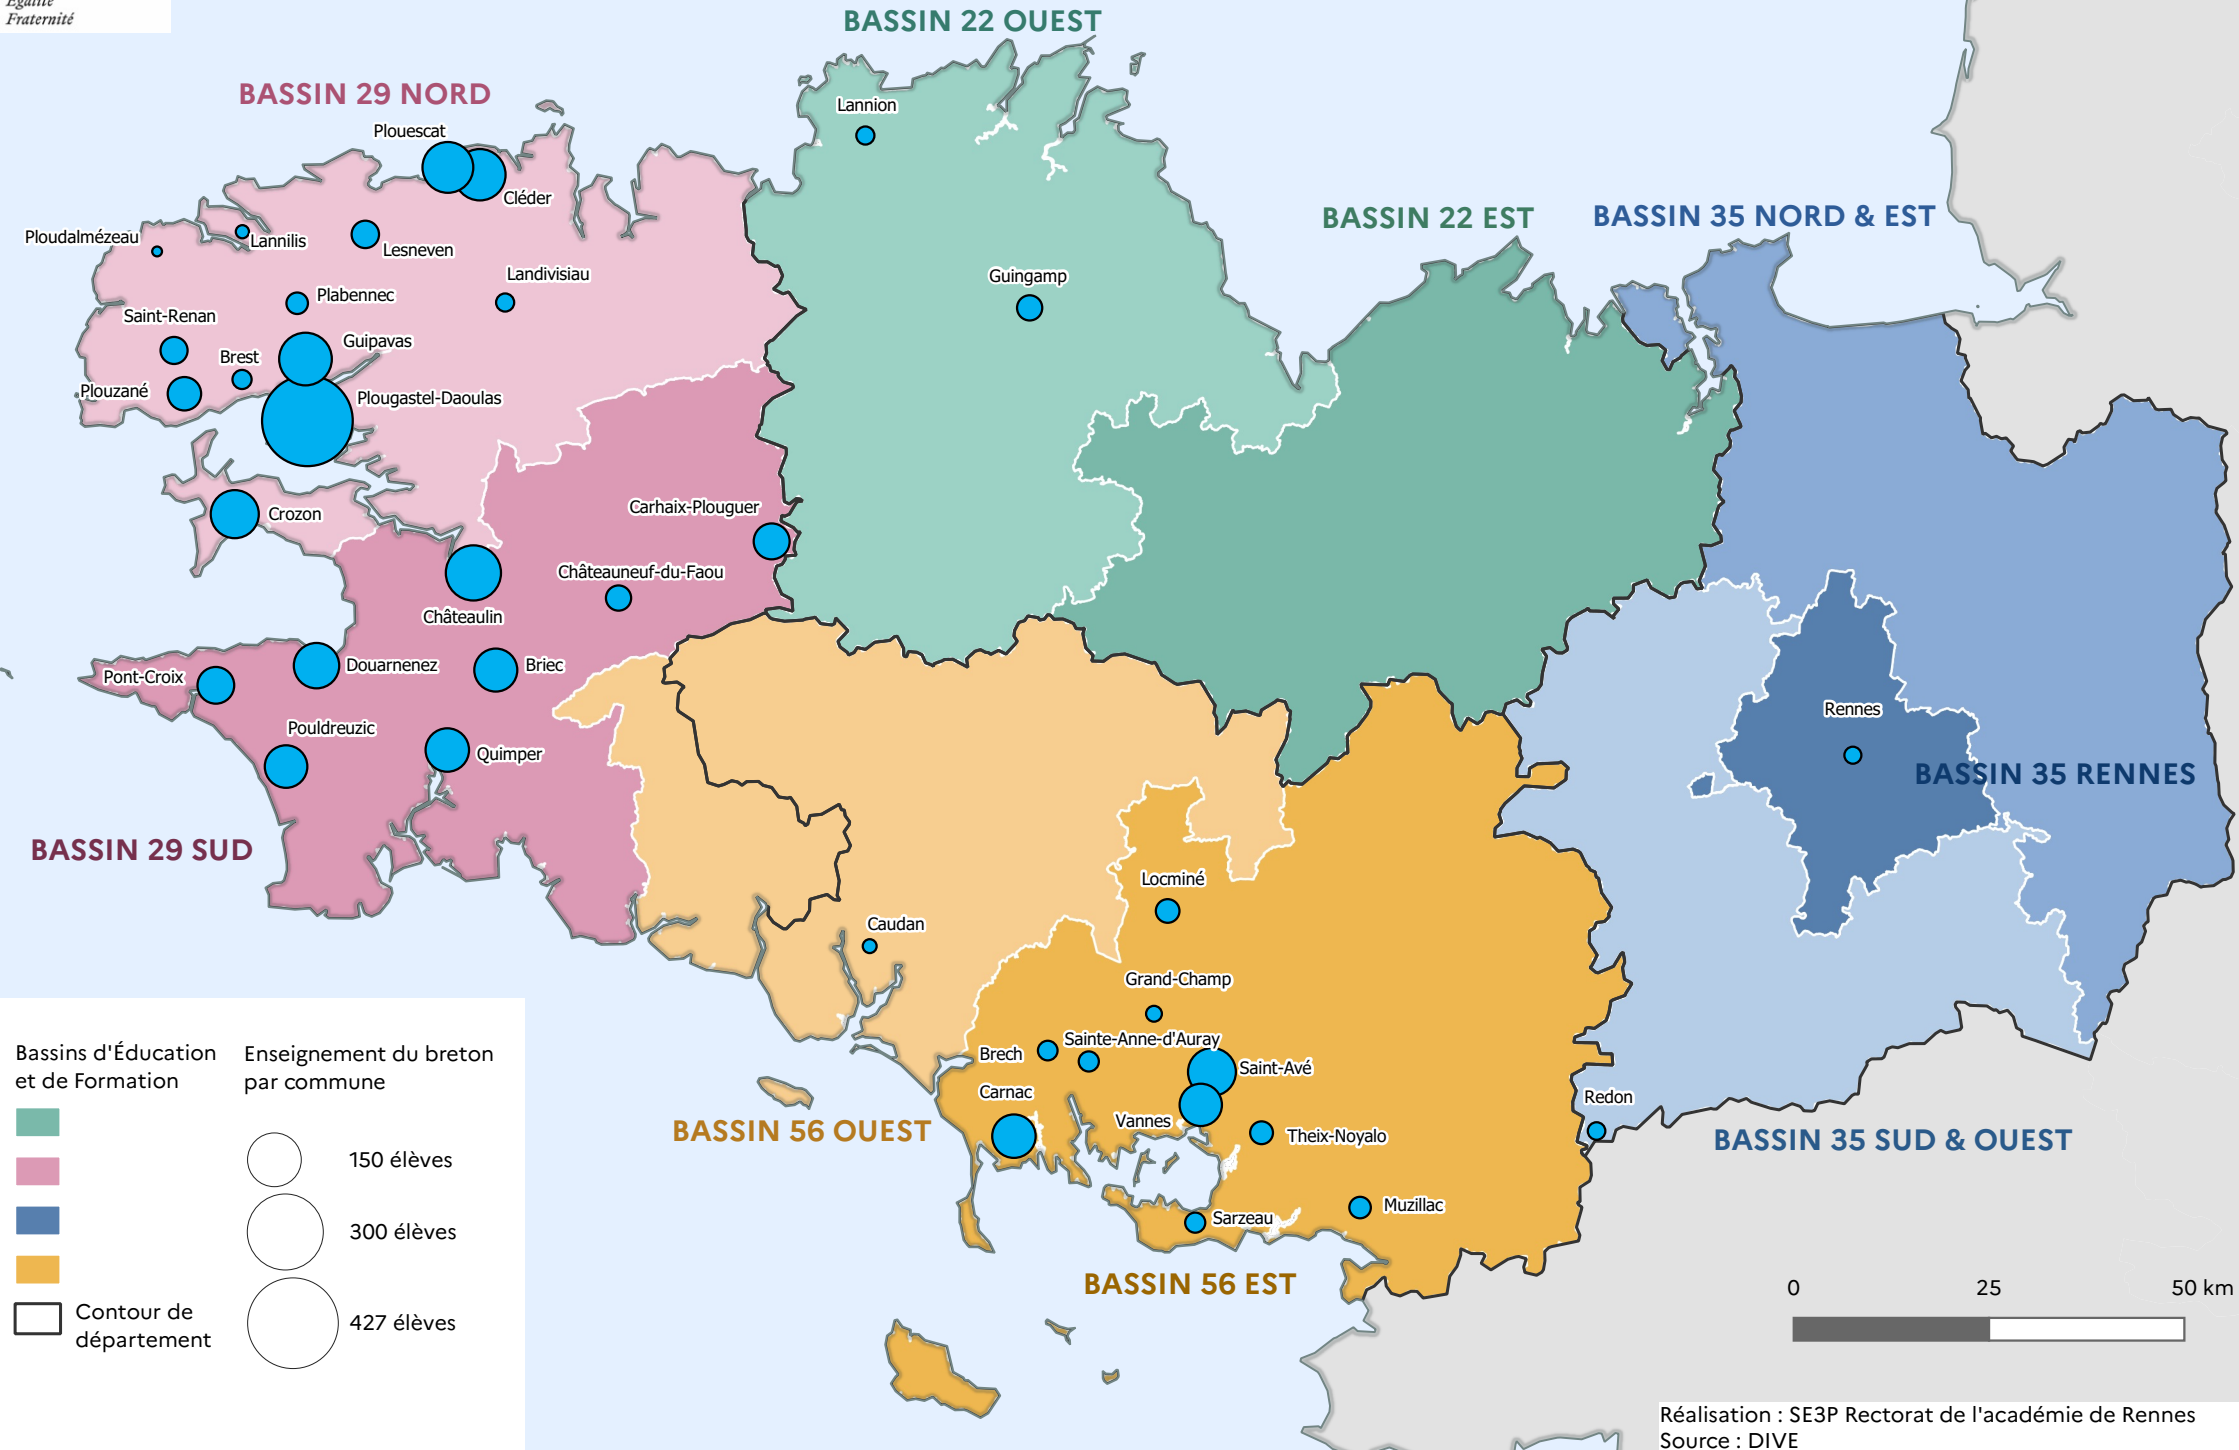 Égalité
Fraternité
BASSIN 22 OUEST
BASSIN 29 NORD
Lannion
Plouescat
Cléder
BASSIN 22 EST
BASSIN 35 NORD & EST
Ploudalmézeau
Lannilis
Lesneven
Landivisiau
Guingamp
Plabennec
Saint-Renan
Guipavas
Brest
Plouzané
Plougastel-Daoulas
Crozon
Carhaix-Plouguer
Châteauneuf-du-Faou
Châteaulin
Douarnenez
Briec
Pont-Croix
Pouldreuzic
Quimper
Rennes
BASSIN 35 RENNES
BASSIN 29 SUD
Locminé
Caudan
Grand-Champ
Sainte-Anne-d'Auray
Brech
Saint-Avé
Carnac
Vannes
Redon
BASSIN 56 OUEST
Theix-Noyalo
BASSIN 35 SUD & OUEST
Muzillac
Sarzeau
BASSIN 56 EST
Bassins d'Éducation
et de Formation
Contour de
département
Enseignement du breton
par commune
150 élèves
300 élèves
427 élèves
0 25 50 km
Réalisation : SE3P Rectorat de l'académie de Rennes
Source : DIVE